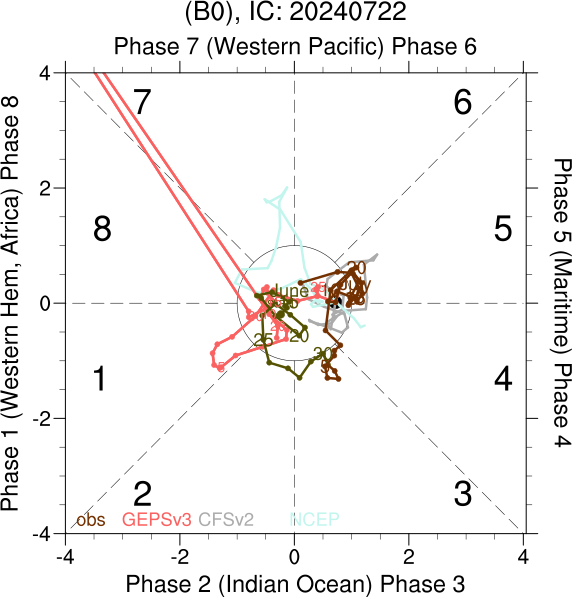 (B0), IC: 20240722
Phase 7 (Western Pacific) Phase 6
Phase 1 (Western Hem, Africa) Phase 8
Phase 5 (Maritime) Phase 4
4
2
0
-2
-4
7
6
8
5
1
4
2
3
20
June
25
20
30
obs GEPSv3 CFSv2 NCEP
-4 -2 0 2 4
Phase 2 (Indian Ocean) Phase 3